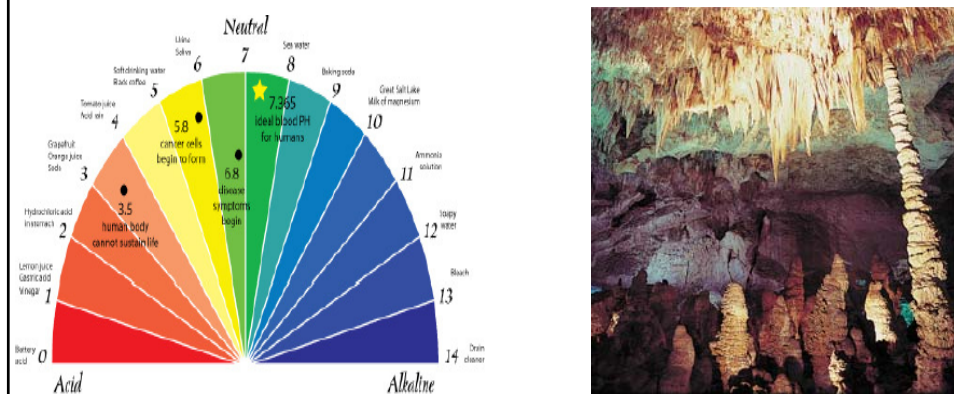 Neutral
7
Urine
Saliva
6
Sea water
8
Soft drinking water
Black coffee
5
Baking soda
9
Tomato juice
Acid rain
4
Great Salt Lake
Milk of magnesium
10
Grapefruit
Orange juice
Soda
3
Ammonia
solution
11
Hydrochloric acid
in stomach
2
Soapy
water
12
Lemon juice
Gastric acid
Vinegar
1
Bleach
13
Battery
acid
0
14
Drain
cleaner
7.365
ideal blood PH
for humans
5.8
cancer cells
begin to form
6.8
disease
symptoms
begin
3.5
human body
cannot sustain life
Acid
Alkaline